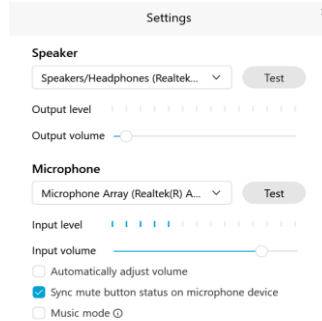 Settings
Speaker
Speakers/Headphones (Realtek...
Test
Output level
Output volume
Microphone
Microphone Array (Realtek(R) A...
Test
Input level
Input volume
Automatically adjust volume
Sync mute button status on microphone device
Music mode